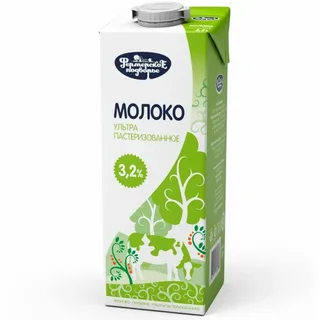 Фермерское
подворье
МОЛОКО
УЛЬТРА
ПАСТЕРИЗОВАННОЕ
3,2%